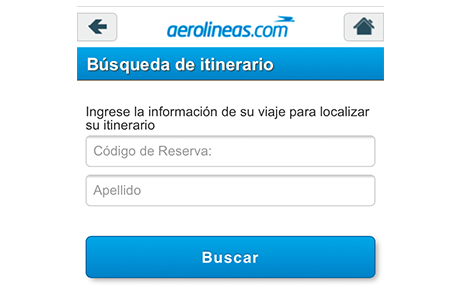 aerolineas.com
Búsqueda de itinerario
Ingrese la información de su viaje para localizar
su itinerario
Código de Reserva:
Apellido
Buscar